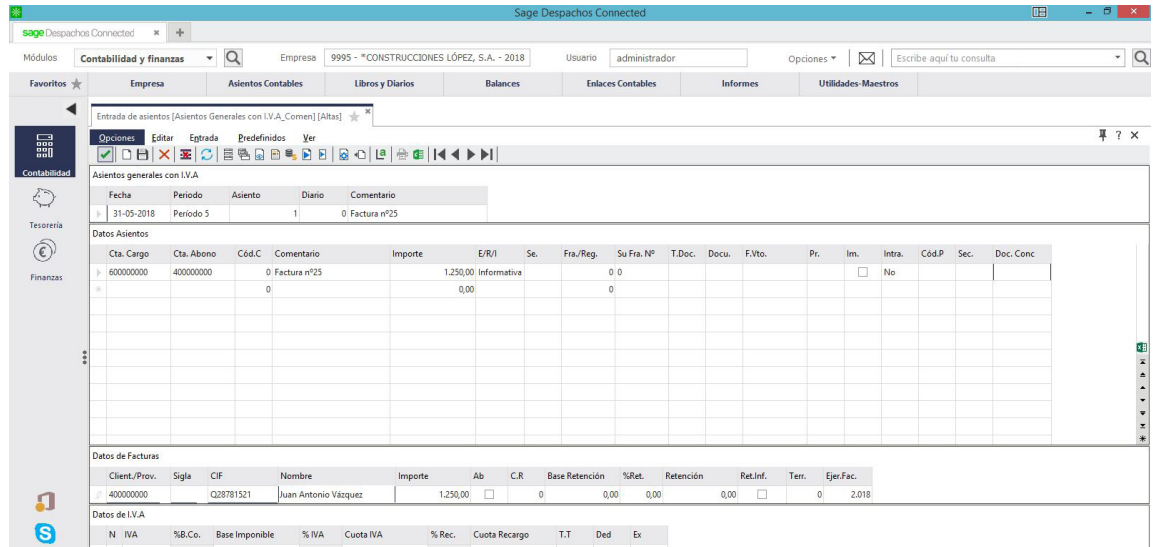 Sage Despachos Connected
sage Despachos Connected
Módulos Contabilidad y finanzas Empresa 9995 - *CONSTRUCCIONES LÓPEZ, S.A. - 2018 Usuario administrador Opciones Escribe aquí tu consulta
Favoritos Empresa Asientos Contables Libros y Diarios Balances Enlaces Contables Informes Utilidades-Maestros
Entrada de asientos [Asientos Generales con I.V.A_Comen] [Altas]
Opciones Editar Entrada Predefinidos Ver
Contabilidad
Tesorería
Finanzas
Asientos generales con I.V.A
Fecha Periodo Asiento Diario Comentario
31-05-2018 Período 5 1 0 Factura nº25
Datos Asientos
Cta. Cargo Cta. Abono Cód.C Comentario Importe E/R/I Se. Fra./Reg. Su Fra. Nº T.Doc. Docu. F.Vto. Pr. Im. Intra. Cód.P Sec. Doc. Conc
600000000 400000000 0 Factura nº25 1.250,00 Informativa 0 0 No
0 0,00 0
Datos de Facturas
Client./Prov. Sigla CIF Nombre Importe Ab C.R Base Retención %Ret. Retención Ret.Inf. Terr. Ejer.Fac.
400000000 Q28781521 Juan Antonio Vázquez 1.250,00 0 0,00 0,00 0,00 0 2.018
Datos de I.V.A
N IVA %B.Co. Base Imponible % IVA Cuota IVA % Rec. Cuota Recargo T.T Ded Ex